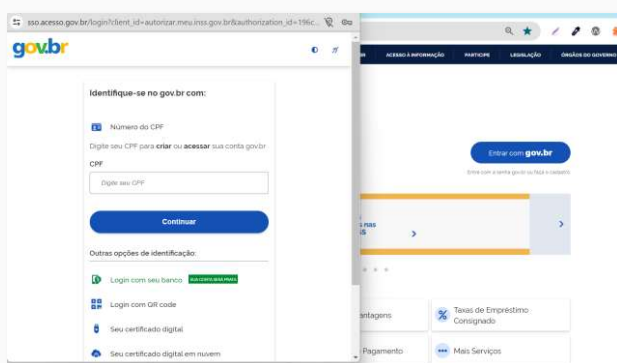 sso.acesso.gov.br/login?client_id=autorizar.meu.inss.gov.br&authorization_id=196c...
gov.br
Identifique-se no gov.br com:
Número do CPF
Digite seu CPF para criar ou acessar sua conta gov.br
CPF
Digite seu CPF
Continuar
Outras opções de identificação:
Login com seu banco SUA CONTA SERÁ PRATA
Login com QR code
Seu certificado digital
Seu certificado digital em nuvem
ACESSO À INFORMAÇÃO PARTICIPE LEGISLAÇÃO ÓRGÃOS DO GOVERNO
Entrar com gov.br
Entre com a senha gov.br ou faça o cadastro
s nas
antagens
Taxas de Empréstimo
Consignado
Pagamento
Mais Serviços